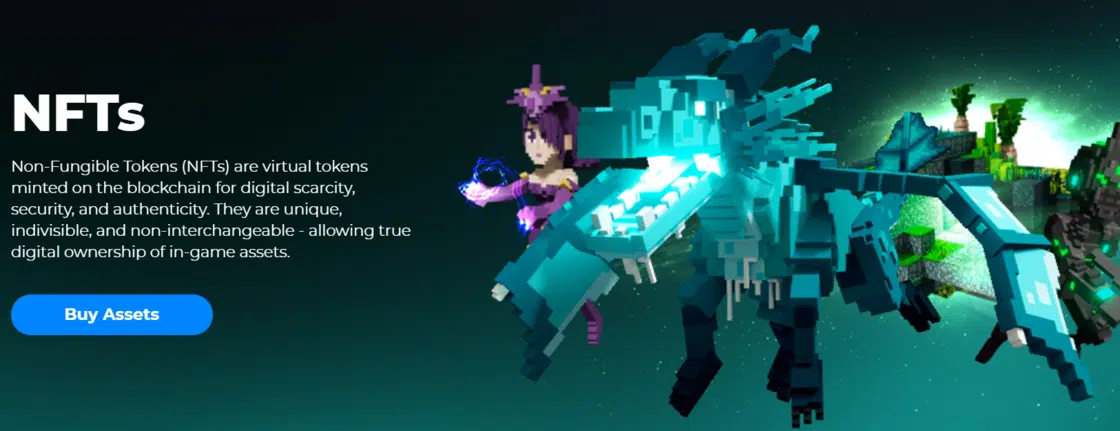 NFTs
Non-Fungible Tokens (NFTs) are virtual tokens
minted on the blockchain for digital scarcity,
security, and authenticity. They are unique,
indivisible, and non-interchangeable - allowing true
digital ownership of in-game assets.
Buy Assets